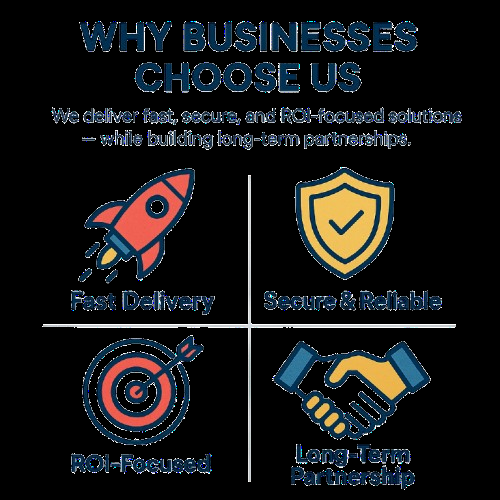 WHY BUSINESSES
CHOOSE US
We deliver fast, secure, and ROI-focused solutions
— while building long-term partnerships.
Fast Delivery
Secure & Reliable
ROI-Focused
Long-Term
Partnership